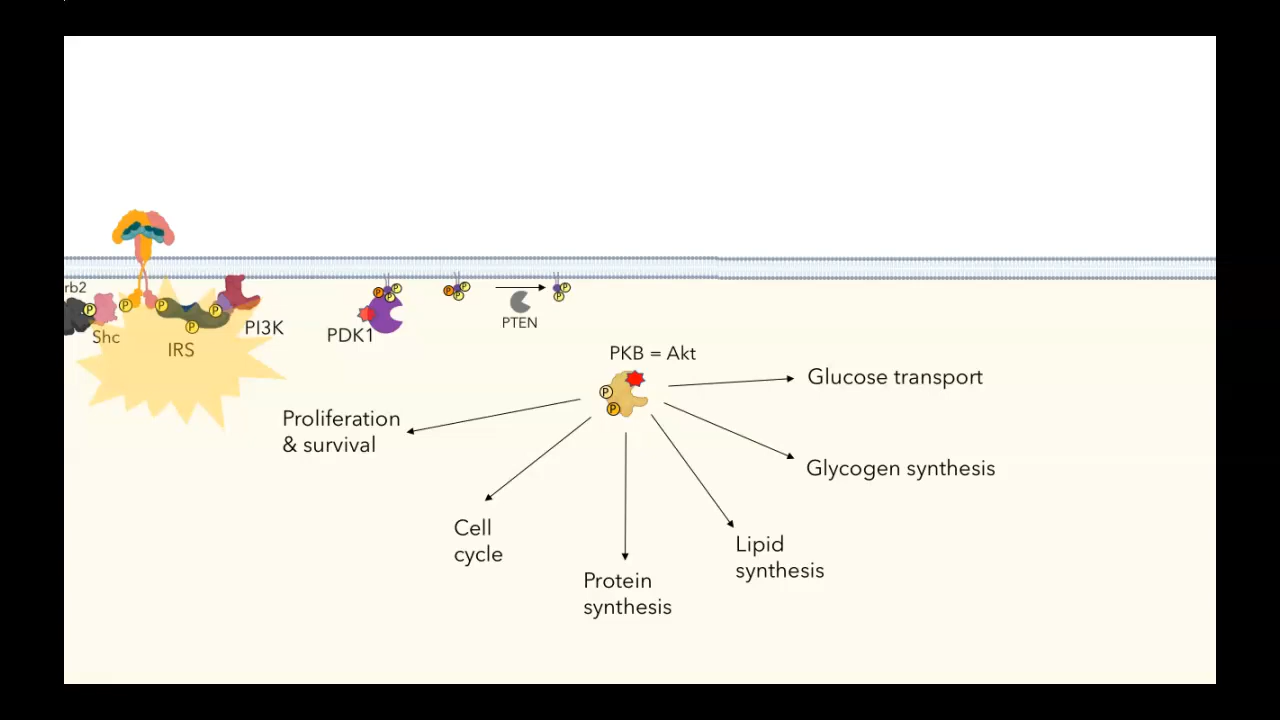 rb2
Shc
P
P
P
P
P
IRS
PI3K
P
P
P
PDK1
P
P
P
PTEN
P
P
PKB = Akt
P
P
Glucose transport
Glycogen synthesis
Lipid
synthesis
Protein
synthesis
Cell
cycle
Proliferation
& survival